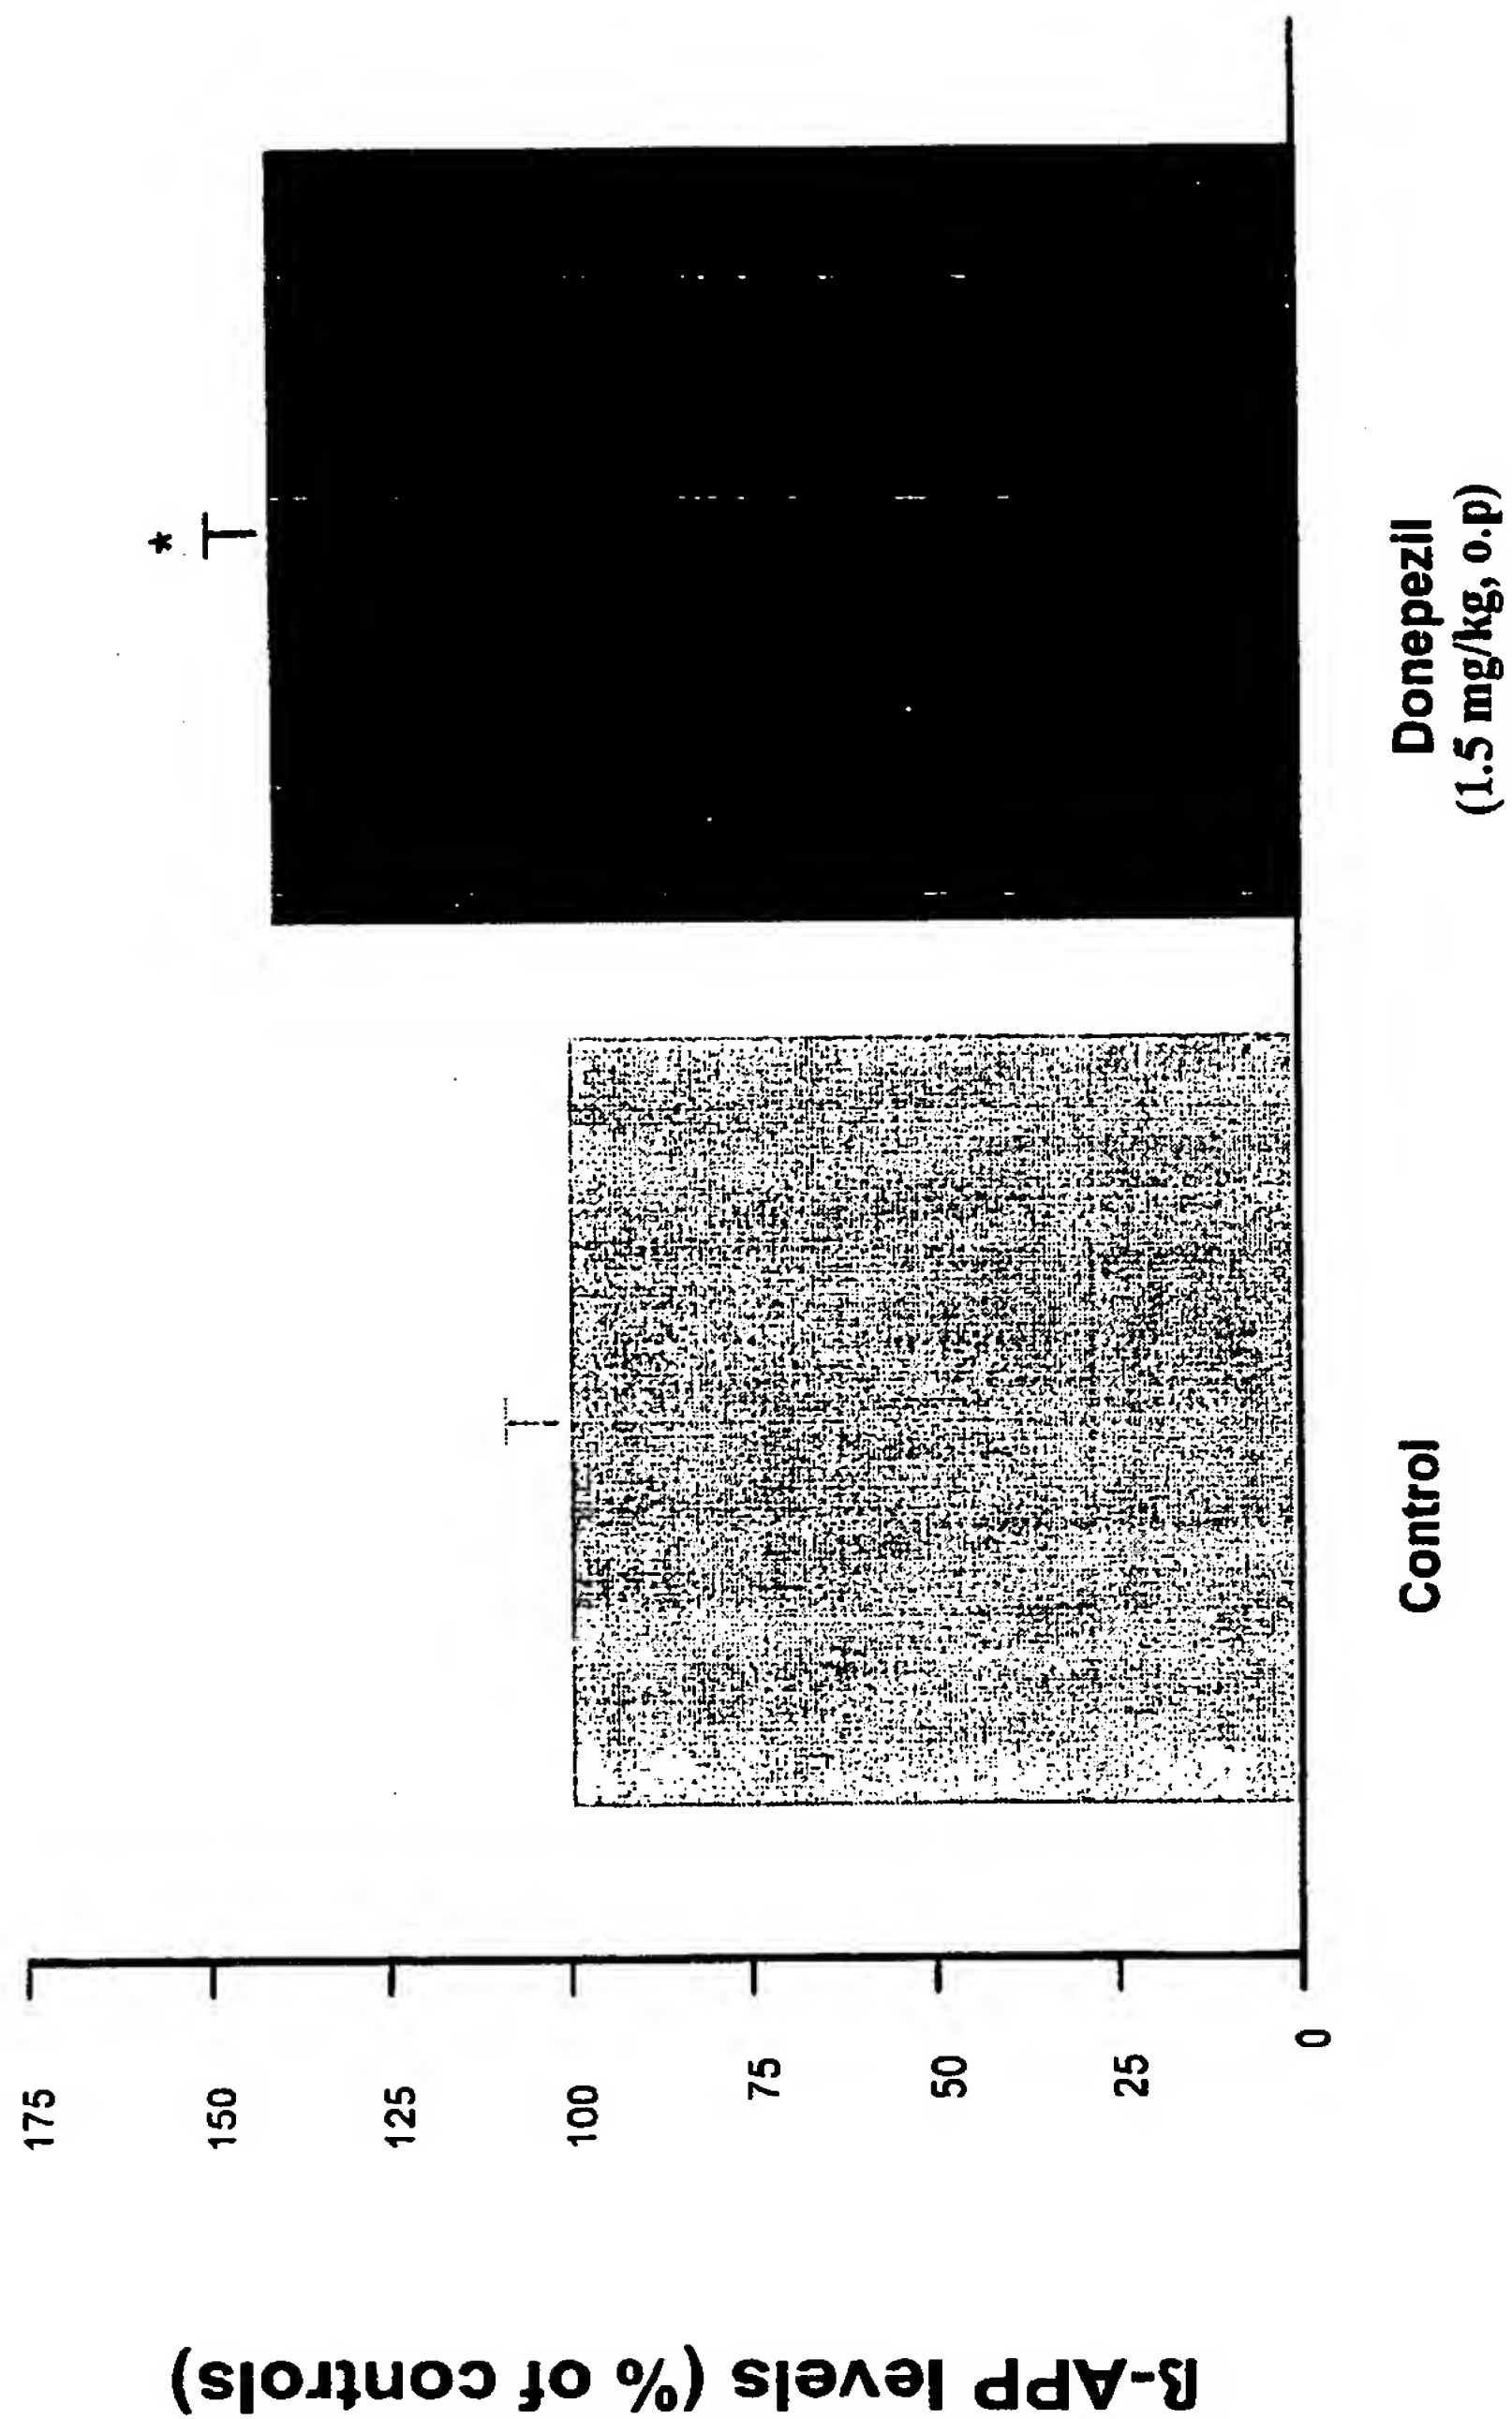 ß-APP levels (% of controls)
175
150
125
100
75
50
25
0
*
Control
Donepezil
(1.5 mg/kg, o.p)